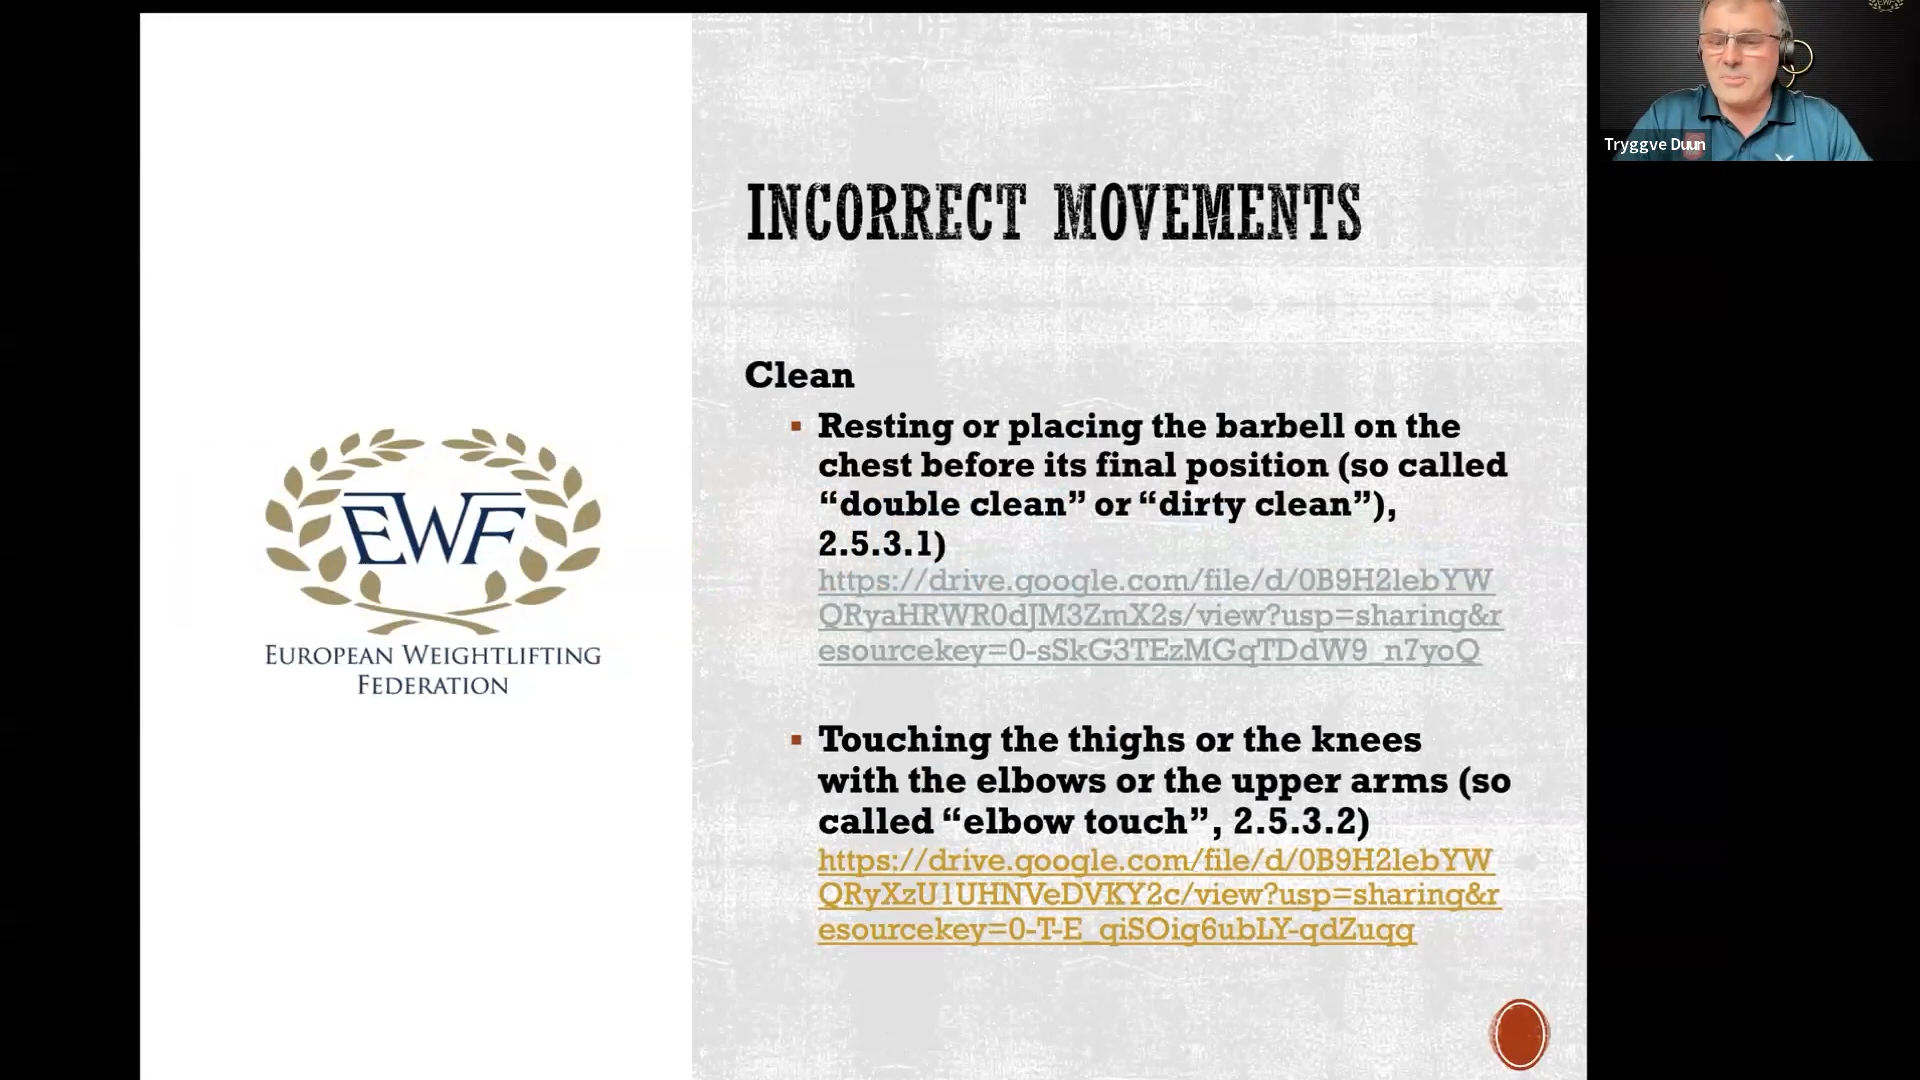 Tryggve Duun
INCORRECT MOVEMENTS
Clean
Resting or placing the barbell on the
chest before its final position (so called
“double clean” or “dirty clean”),
2.5.3.1)
https://drive.google.com/file/d/0B9H2lebYW
QRyaHRWR0dJM3ZmX2s/view?usp=sharing&r
esourcekey=0-sSkG3TEzMGqTDdW9_n7yoQ
Touching the thighs or the knees
with the elbows or the upper arms (so
called “elbow touch”, 2.5.3.2)
https://drive.google.com/file/d/0B9H2lebYW
QRyXzU1UHNVeDVKY2c/view?usp=sharing&r
esourcekey=0-T-E_qiSOig6ubLY-qdZuqg
EWF
EUROPEAN WEIGHTLIFTING
FEDERATION